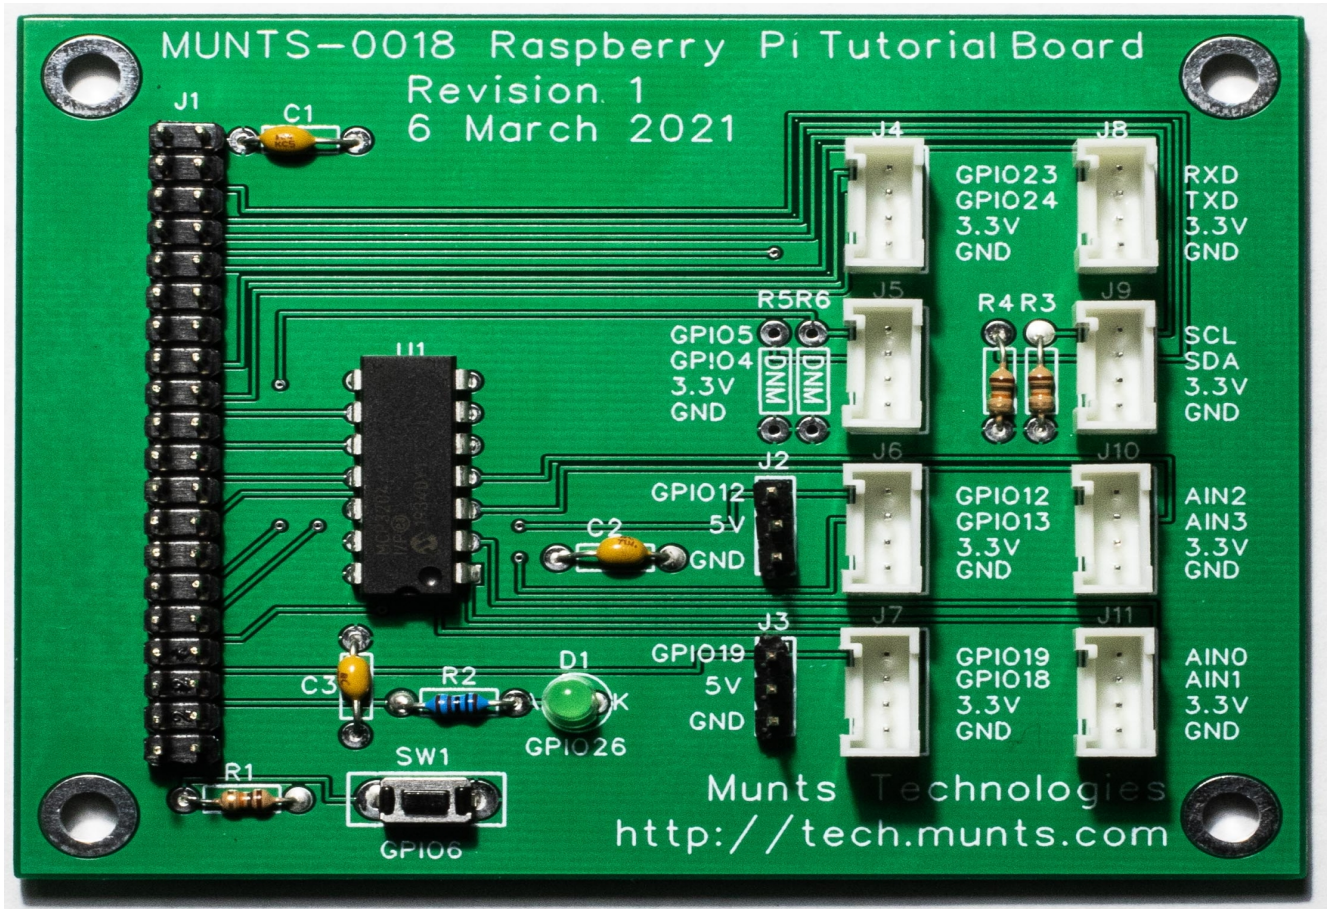 MUNTS-0018 Raspberry Pi Tutorial Board
Revision 1
6 March 2021
J1
C1
J4
GPIO23
GPIO24
3.3V
GND
J8
RXD
TXD
3.3V
GND
J5
R5 R6
GPIO5
GPIO4
3.3V
GND
DNM
DNM
R4 R3
J9
SCL
SDA
3.3V
GND
U1
J2
GPIO12
5V
GND
J6
GPIO12
GPIO13
3.3V
GND
J10
AIN2
AIN3
3.3V
GND
C2
J3
GPIO19
5V
GND
J7
GPIO19
GPIO18
3.3V
GND
J11
AIN0
AIN1
3.3V
GND
C3
R2
D1
K
GPIO26
R1
SW1
GPIO6
Munts Technologies
http://tech.munts.com